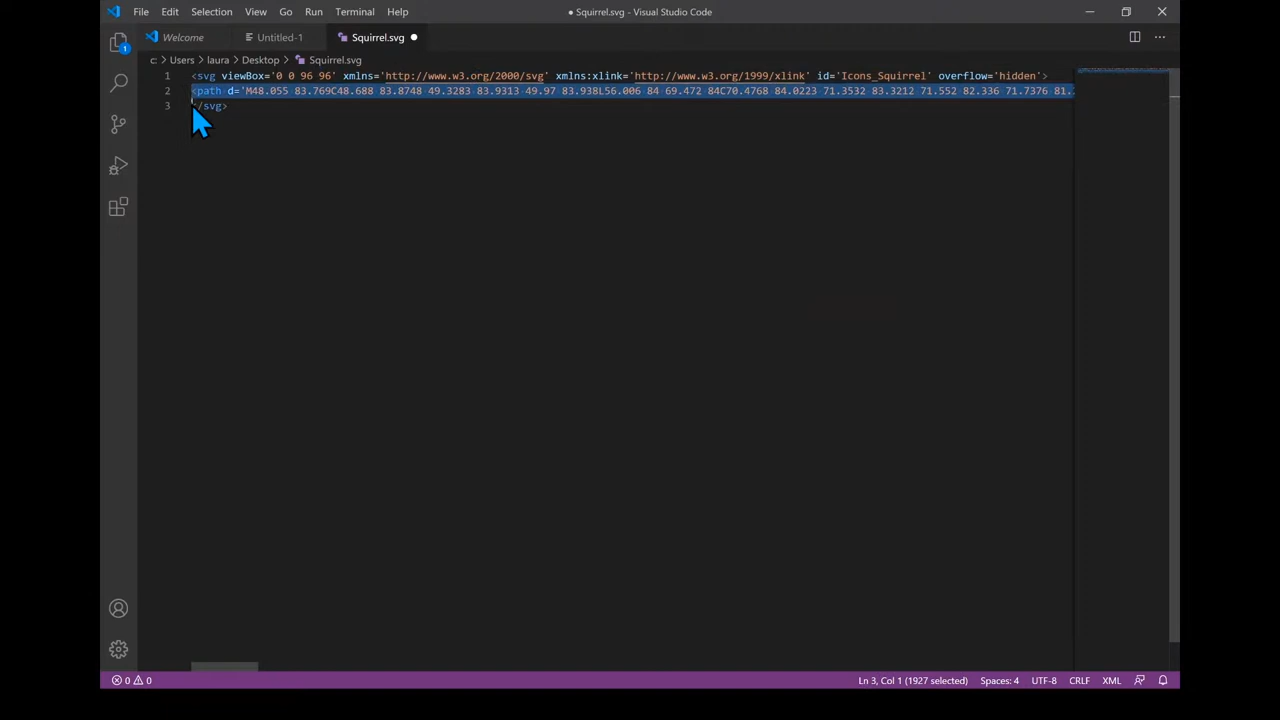 File Edit Selection View Go Run Terminal Help
● Squirrel.svg - Visual Studio Code
Welcome
Untitled-1
Squirrel.svg ●
c: > Users > laura > Desktop > Squirrel.svg
1 <svg viewBox='0 0 96 96' xmlns='http://www.w3.org/2000/svg' xmlns:xlink='http://www.w3.org/1999/xlink' id='Icons_Squirrel' overflow='hidden'>
2 <path d='M48.055 83.769C48.688 83.8748 49.3283 83.9313 49.97 83.938L56.006 84 69.472 84C70.4768 84.0223 71.3532 83.3212 71.552 82.336 71.7376 81.
3 </svg>
1
0 0
Ln 3, Col 1 (1927 selected) Spaces: 4 UTF-8 CRLF XML